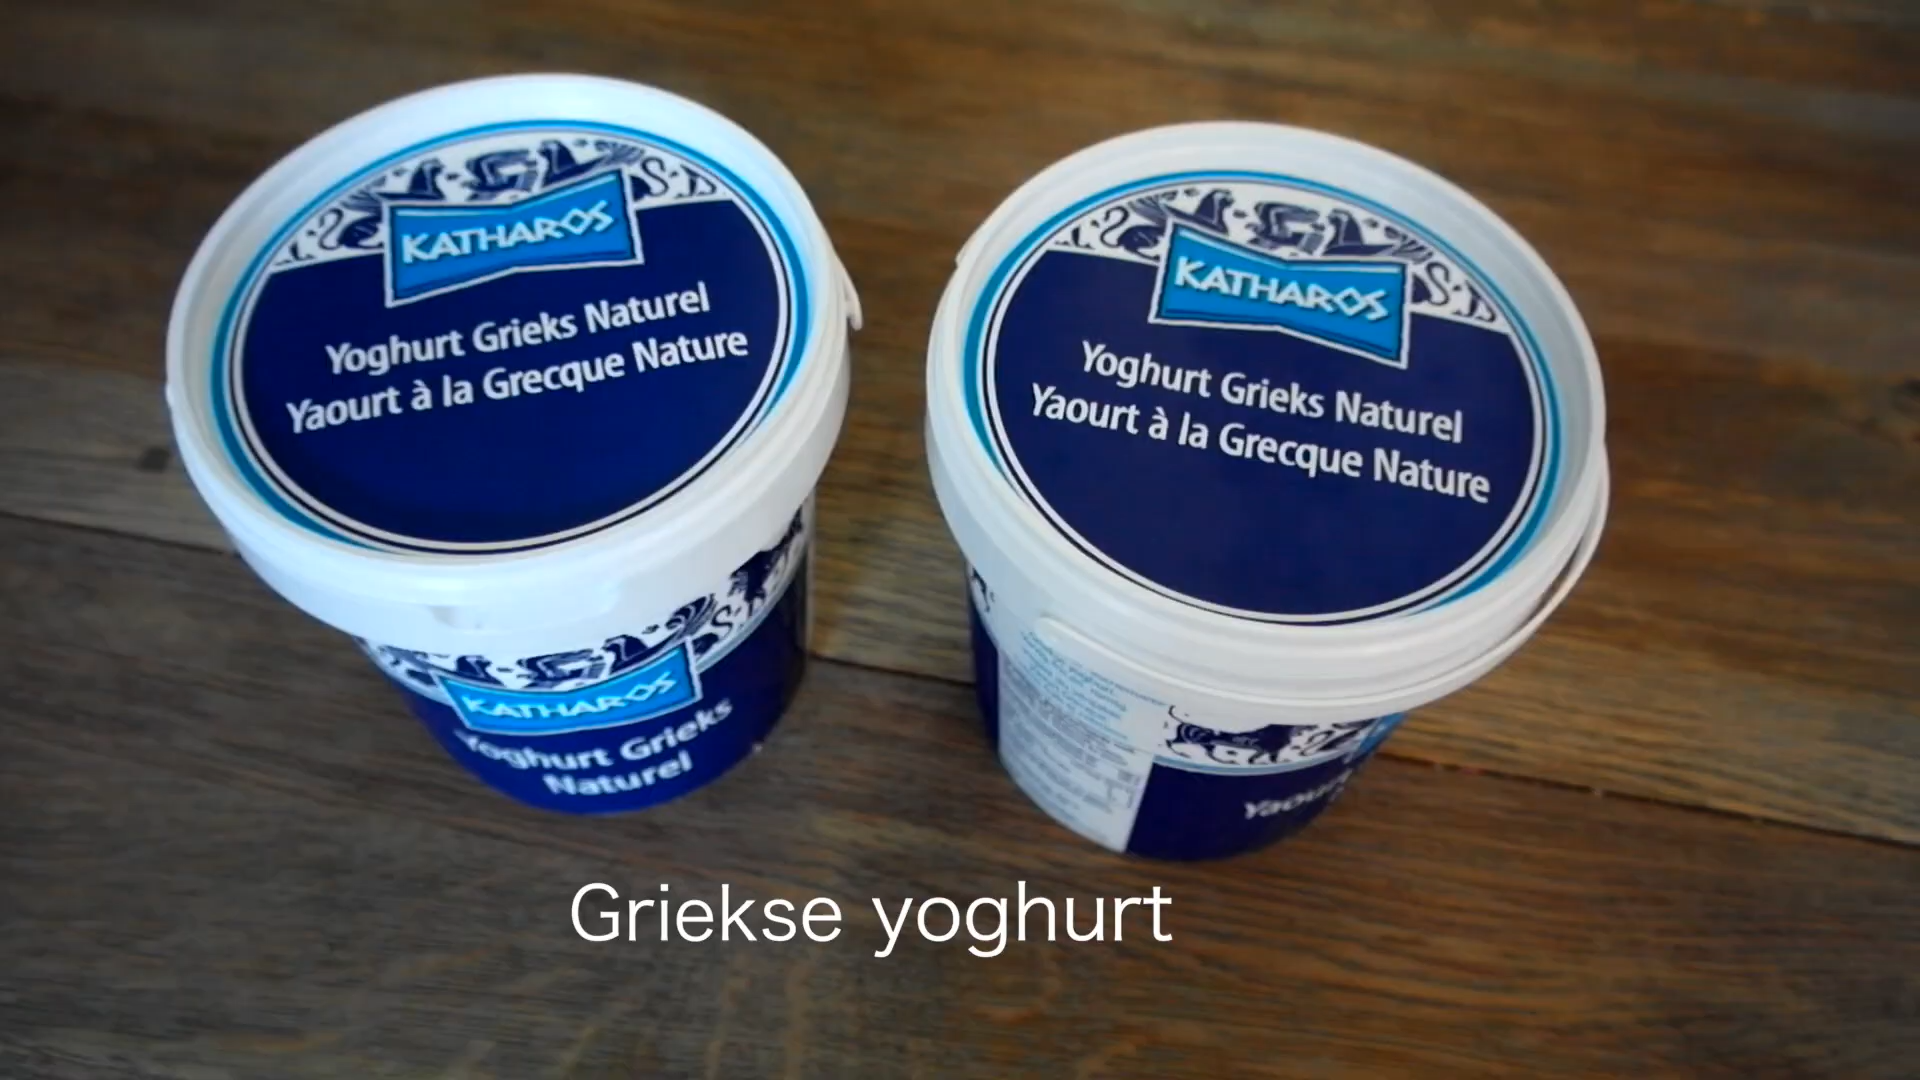 KATHAROS
Yoghurt Grieks Naturel
Yaourt à la Grecque Nature
KATHAROS
Yoghurt Grieks
Naturel
KATHAROS
Yoghurt Grieks Naturel
Yaourt à la Grecque Nature
Griekse yoghurt